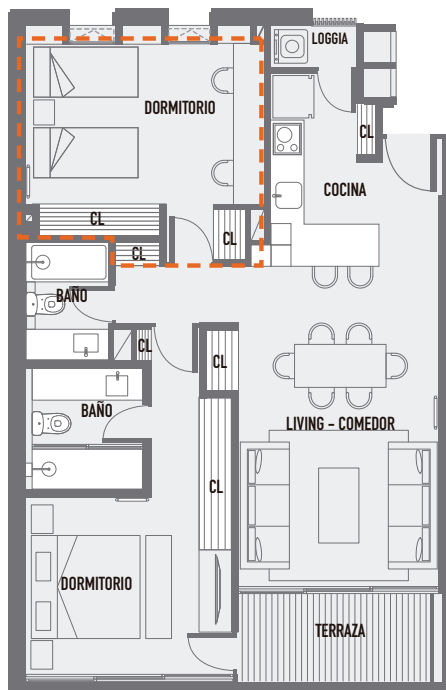 LOGGIA
DORMITORIO
CL
COCINA
CL
CL
CL
BAÑO
CL
CL
BAÑO
LIVING - COMEDOR
CL
DORMITORIO
TERRAZA